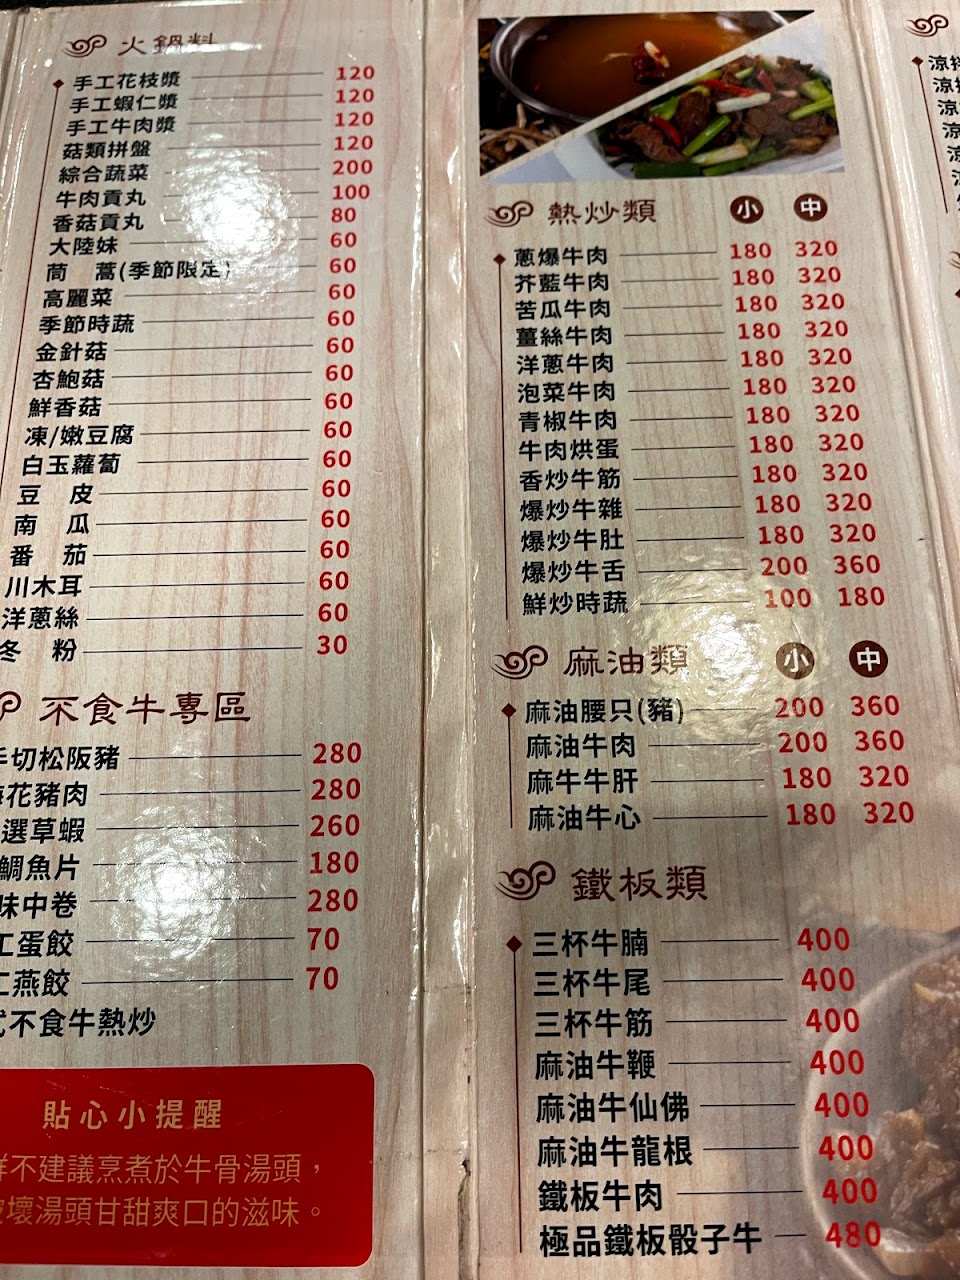 火鍋料
手工花枝漿 120
手工蝦仁漿 120
手工牛肉漿 120
菇類拼盤 120
綜合蔬菜 200
牛肉貢丸 100
香菇貢丸 80
大陸妹 60
茼 蒿(季節限定) 60
高麗菜 60
季節時蔬 60
金針菇 60
杏鮑菇 60
鮮香菇 60
凍/嫩豆腐 60
白玉蘿蔔 60
豆 皮 60
南 瓜 60
番 茄 60
川木耳 60
洋蔥絲 60
冬 粉 30
不食牛專區
手切松阪豬 280
花豬肉 280
選草蝦 260
鯛魚片 180
味中卷 280
工蛋餃 70
工燕餃 70
式不食牛熱炒
貼心小提醒
不建議烹煮於牛骨湯頭，
壞湯頭甘甜爽口的滋味。
熱炒類 小 中
蔥爆牛肉 180 320
芥藍牛肉 180 320
苦瓜牛肉 180 320
薑絲牛肉 180 320
洋蔥牛肉 180 320
泡菜牛肉 180 320
青椒牛肉 180 320
牛肉烘蛋 180 320
香炒牛筋 180 320
爆炒牛雜 180 320
爆炒牛肚 180 320
爆炒牛舌 200 360
鮮炒時蔬 100 180
麻油類 小 中
麻油腰只(豬) 200 360
麻油牛肉 200 360
麻牛牛肝 180 320
麻油牛心 180 320
鐵板類
三杯牛腩 400
三杯牛尾 400
三杯牛筋 400
麻油牛鞭 400
麻油牛仙佛 400
麻油牛龍根 400
鐵板牛肉 400
極品鐵板骰子牛 480
涼
涼
涼
涼